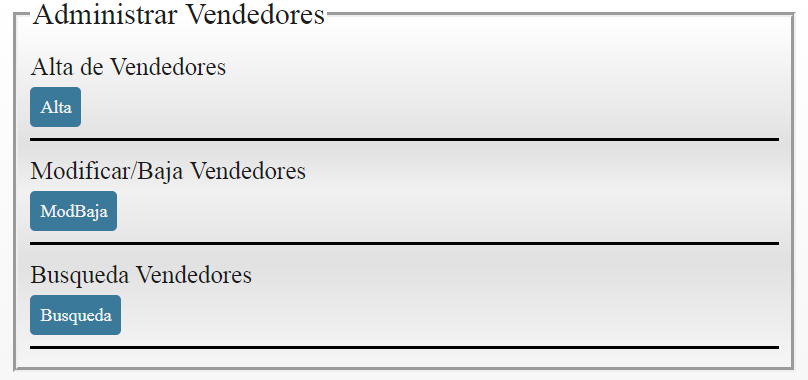 Administrar Vendedores
Alta de Vendedores
Alta
Modificar/Baja Vendedores
ModBaja
Busqueda Vendedores
Busqueda